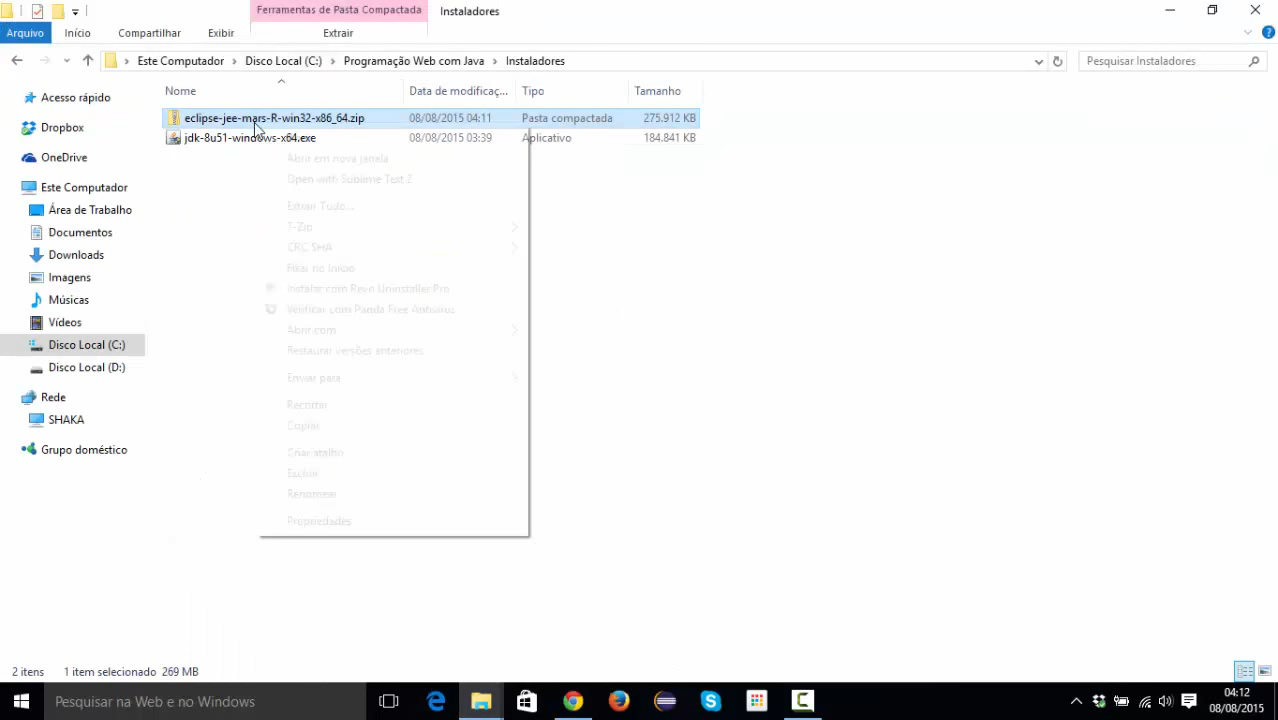 Ferramentas de Pasta Compactada
Instaladores
Arquivo
Início
Compartilhar
Exibir
Extrair
Este Computador
Disco Local (C:)
Programação Web com Java
Instaladores
Pesquisar Instaladores
Nome
Data de modificaç...
Tipo
Tamanho
Acesso rápido
Dropbox
OneDrive
Este Computador
Área de Trabalho
Documentos
Downloads
Imagens
Músicas
Vídeos
Disco Local (C:)
Disco Local (D:)
Rede
SHAKA
Grupo doméstico
eclipse-jee-mars-R-win32-x86_64.zip
08/08/2015 04:11
Pasta compactada
275.912 KB
jdk-8u51-windows-x64.exe
08/08/2015 03:39
Aplicativo
184.841 KB
Abrir em nova janela
Open with Sublime Text 2
Extrair Tudo...
7-Zip
CRC SHA
Fixar no Início
Instalar com Revo Uninstaller Pro
Verificar com Panda Free Antivirus
Abrir com
Restaurar versões anteriores
Enviar para
Recortar
Copiar
Criar atalho
Excluir
Renomear
Propriedades
2 itens
1 item selecionado 269 MB
Pesquisar na Web e no Windows
04:12
08/08/2015